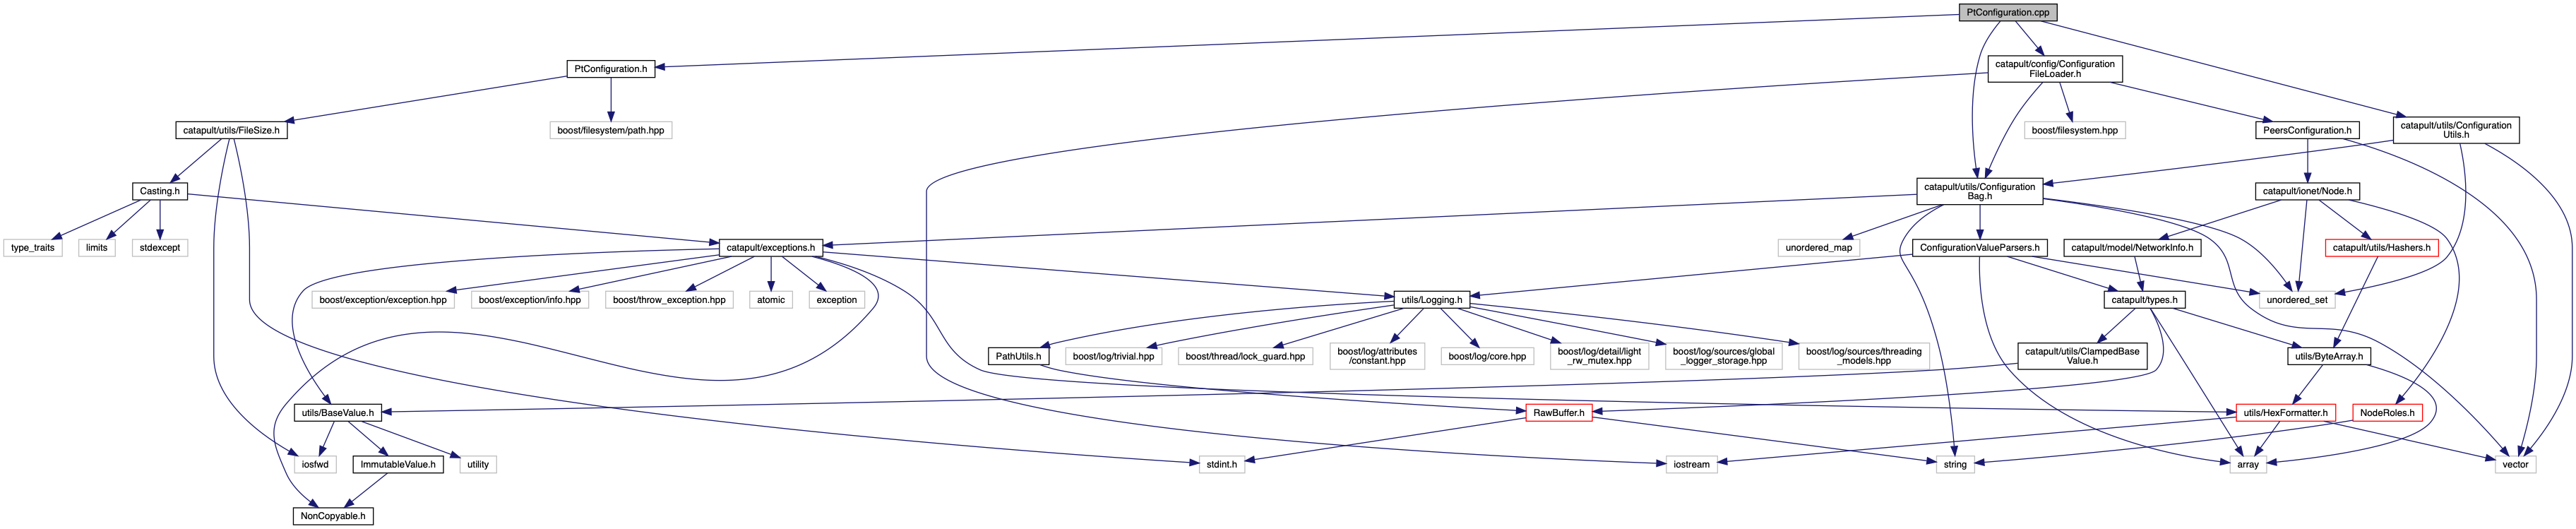 PtConfiguration.cpp
PtConfiguration.h
catapult/config/Configuration
FileLoader.h
catapult/utils/FileSize.h
boost/filesystem/path.hpp
boost/filesystem.hpp
PeersConfiguration.h
catapult/utils/Configuration
Utils.h
Casting.h
catapult/utils/Configuration
Bag.h
catapult/ionet/Node.h
type_traits
limits
stdexcept
catapult/exceptions.h
unordered_map
ConfigurationValueParsers.h
catapult/model/NetworkInfo.h
catapult/utils/Hashers.h
boost/exception/exception.hpp
boost/exception/info.hpp
boost/throw_exception.hpp
atomic
exception
utils/Logging.h
catapult/types.h
unordered_set
PathUtils.h
boost/log/trivial.hpp
boost/thread/lock_guard.hpp
boost/log/attributes
/constant.hpp
boost/log/core.hpp
boost/log/detail/light
_rw_mutex.hpp
boost/log/sources/global
_logger_storage.hpp
boost/log/sources/threading
_models.hpp
catapult/utils/ClampedBase
Value.h
utils/ByteArray.h
utils/BaseValue.h
RawBuffer.h
utils/HexFormatter.h
NodeRoles.h
iosfwd
ImmutableValue.h
utility
stdint.h
iostream
string
array
vector
NonCopyable.h